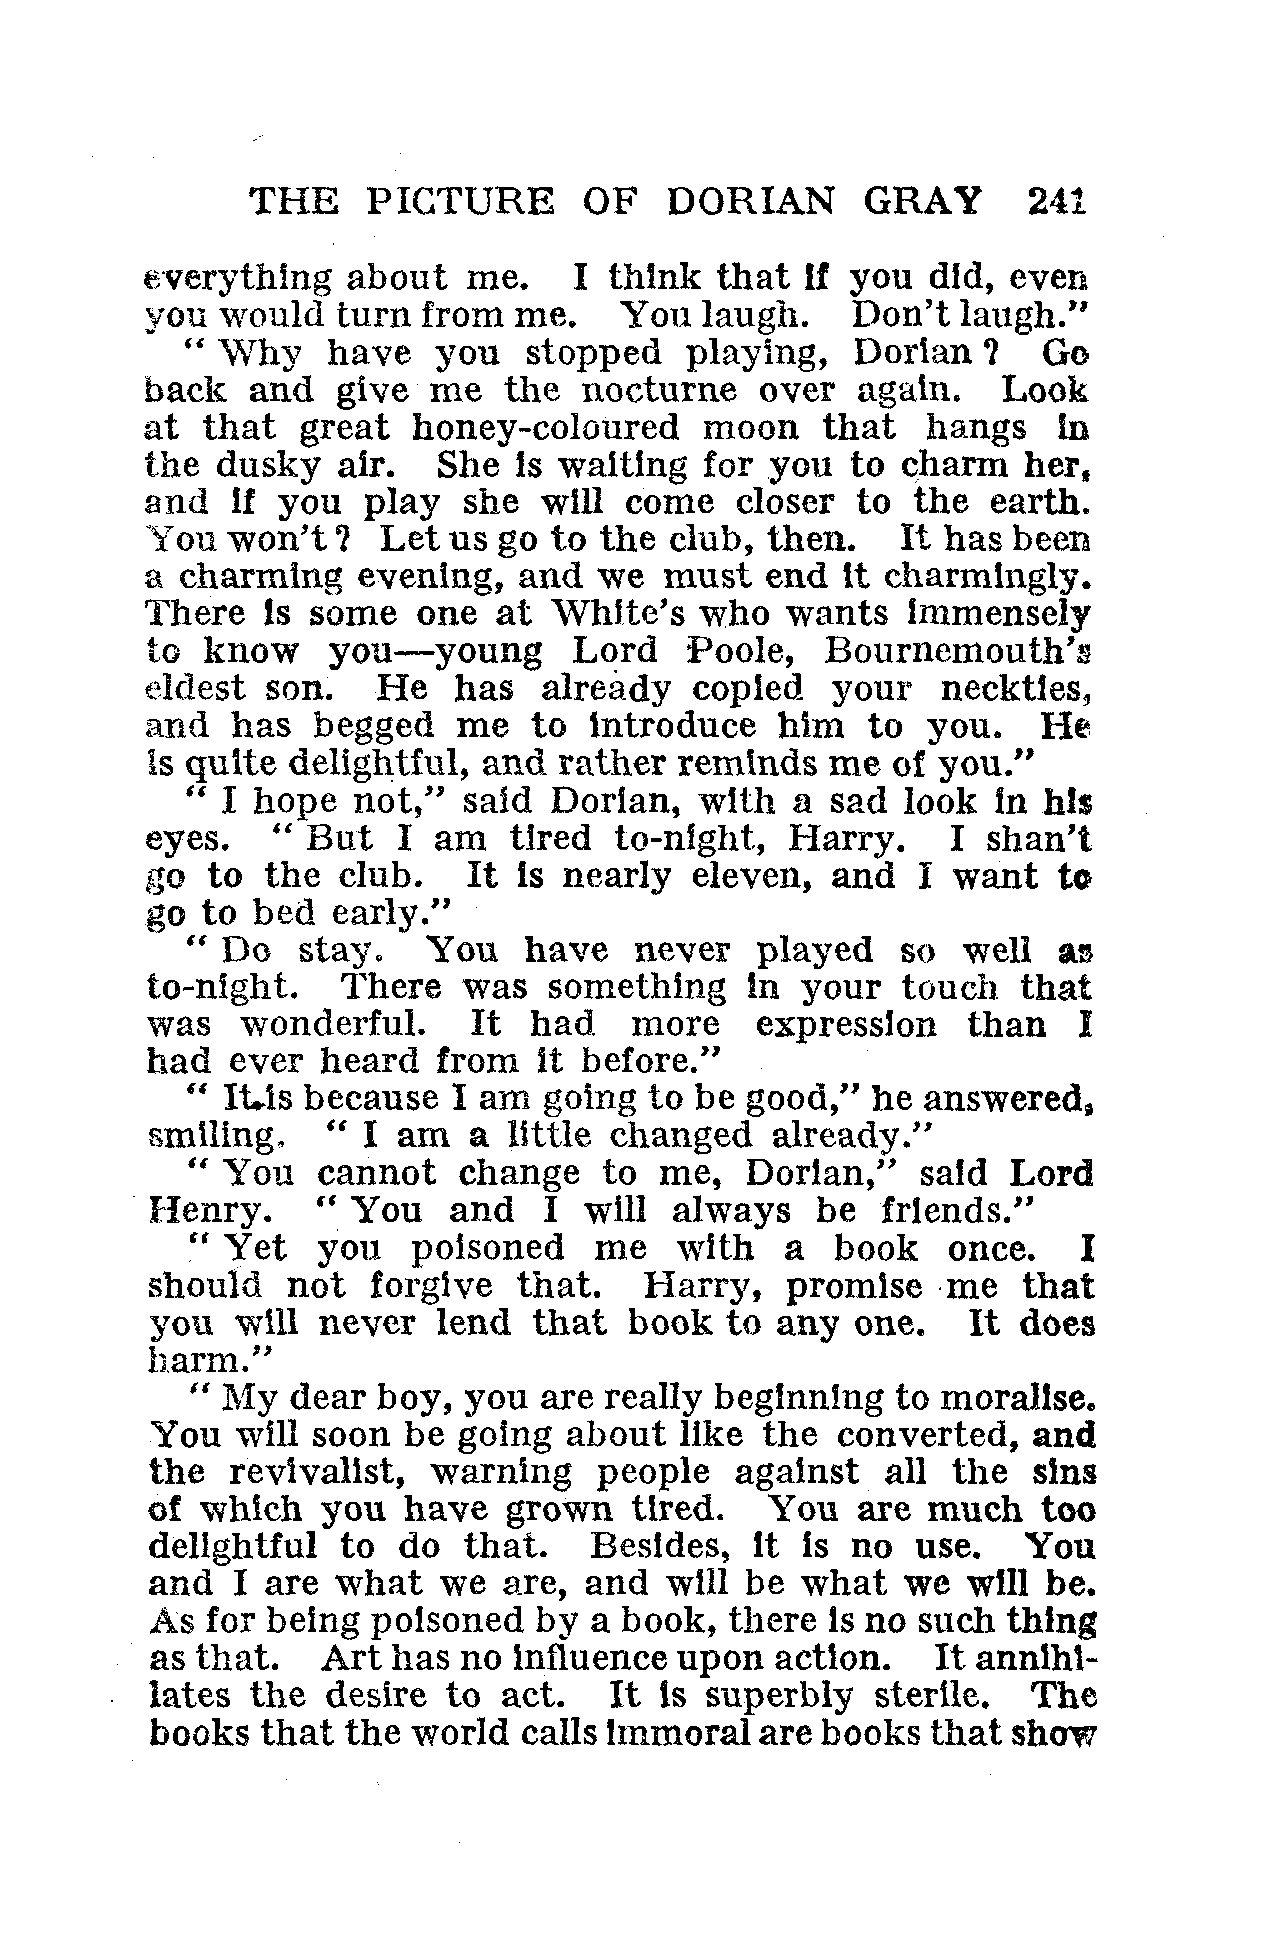 THE PICTURE OF DORIAN GRAY 241
everything about me. I think that if you did, even
you would turn from me. You laugh. Don't laugh."
" Why have you stopped playing, Dorian ? Go
back and give me the nocturne over again. Look
at that great honey-coloured moon that hangs in
the dusky air. She is waiting for you to charm her,
and if you play she will come closer to the earth.
You won't ? Let us go to the club, then. It has been
a charming evening, and we must end it charmingly.
There is some one at White's who wants immensely
to know you—young Lord Poole, Bournemouth's
eldest son. He has already copied your neckties,
and has begged me to introduce him to you. He
is quite delightful, and rather reminds me of you."
" I hope not," said Dorian, with a sad look in his
eyes. " But I am tired to-night, Harry. I shan't
go to the club. It is nearly eleven, and I want to
go to bed early."
" Do stay. You have never played so well as
to-night. There was something in your touch that
was wonderful. It had more expression than I
had ever heard from it before."
" It is because I am going to be good," he answered,
smiling. " I am a little changed already."
" You cannot change to me, Dorian," said Lord
Henry. " You and I will always be friends."
" Yet you poisoned me with a book once. I
should not forgive that. Harry, promise me that
you will never lend that book to any one. It does
harm."
" My dear boy, you are really beginning to moralise.
You will soon be going about like the converted, and
the revivalist, warning people against all the sins
of which you have grown tired. You are much too
delightful to do that. Besides, it is no use. You
and I are what we are, and will be what we will be.
As for being poisoned by a book, there is no such thing
as that. Art has no influence upon action. It annihi-
lates the desire to act. It is superbly sterile. The
books that the world calls immoral are books that show